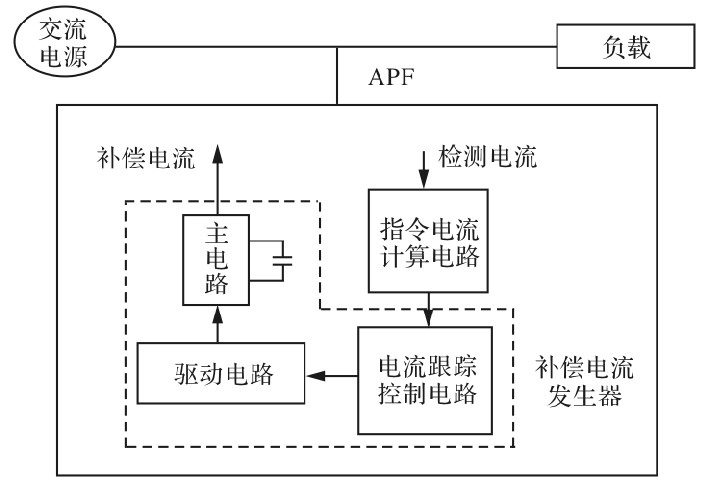 交流
电源
负载
APF
补偿电流
检测电流
主
电
路
指令电流
计算电路
驱动电路
电流跟踪
控制电路
补偿电流
发生器